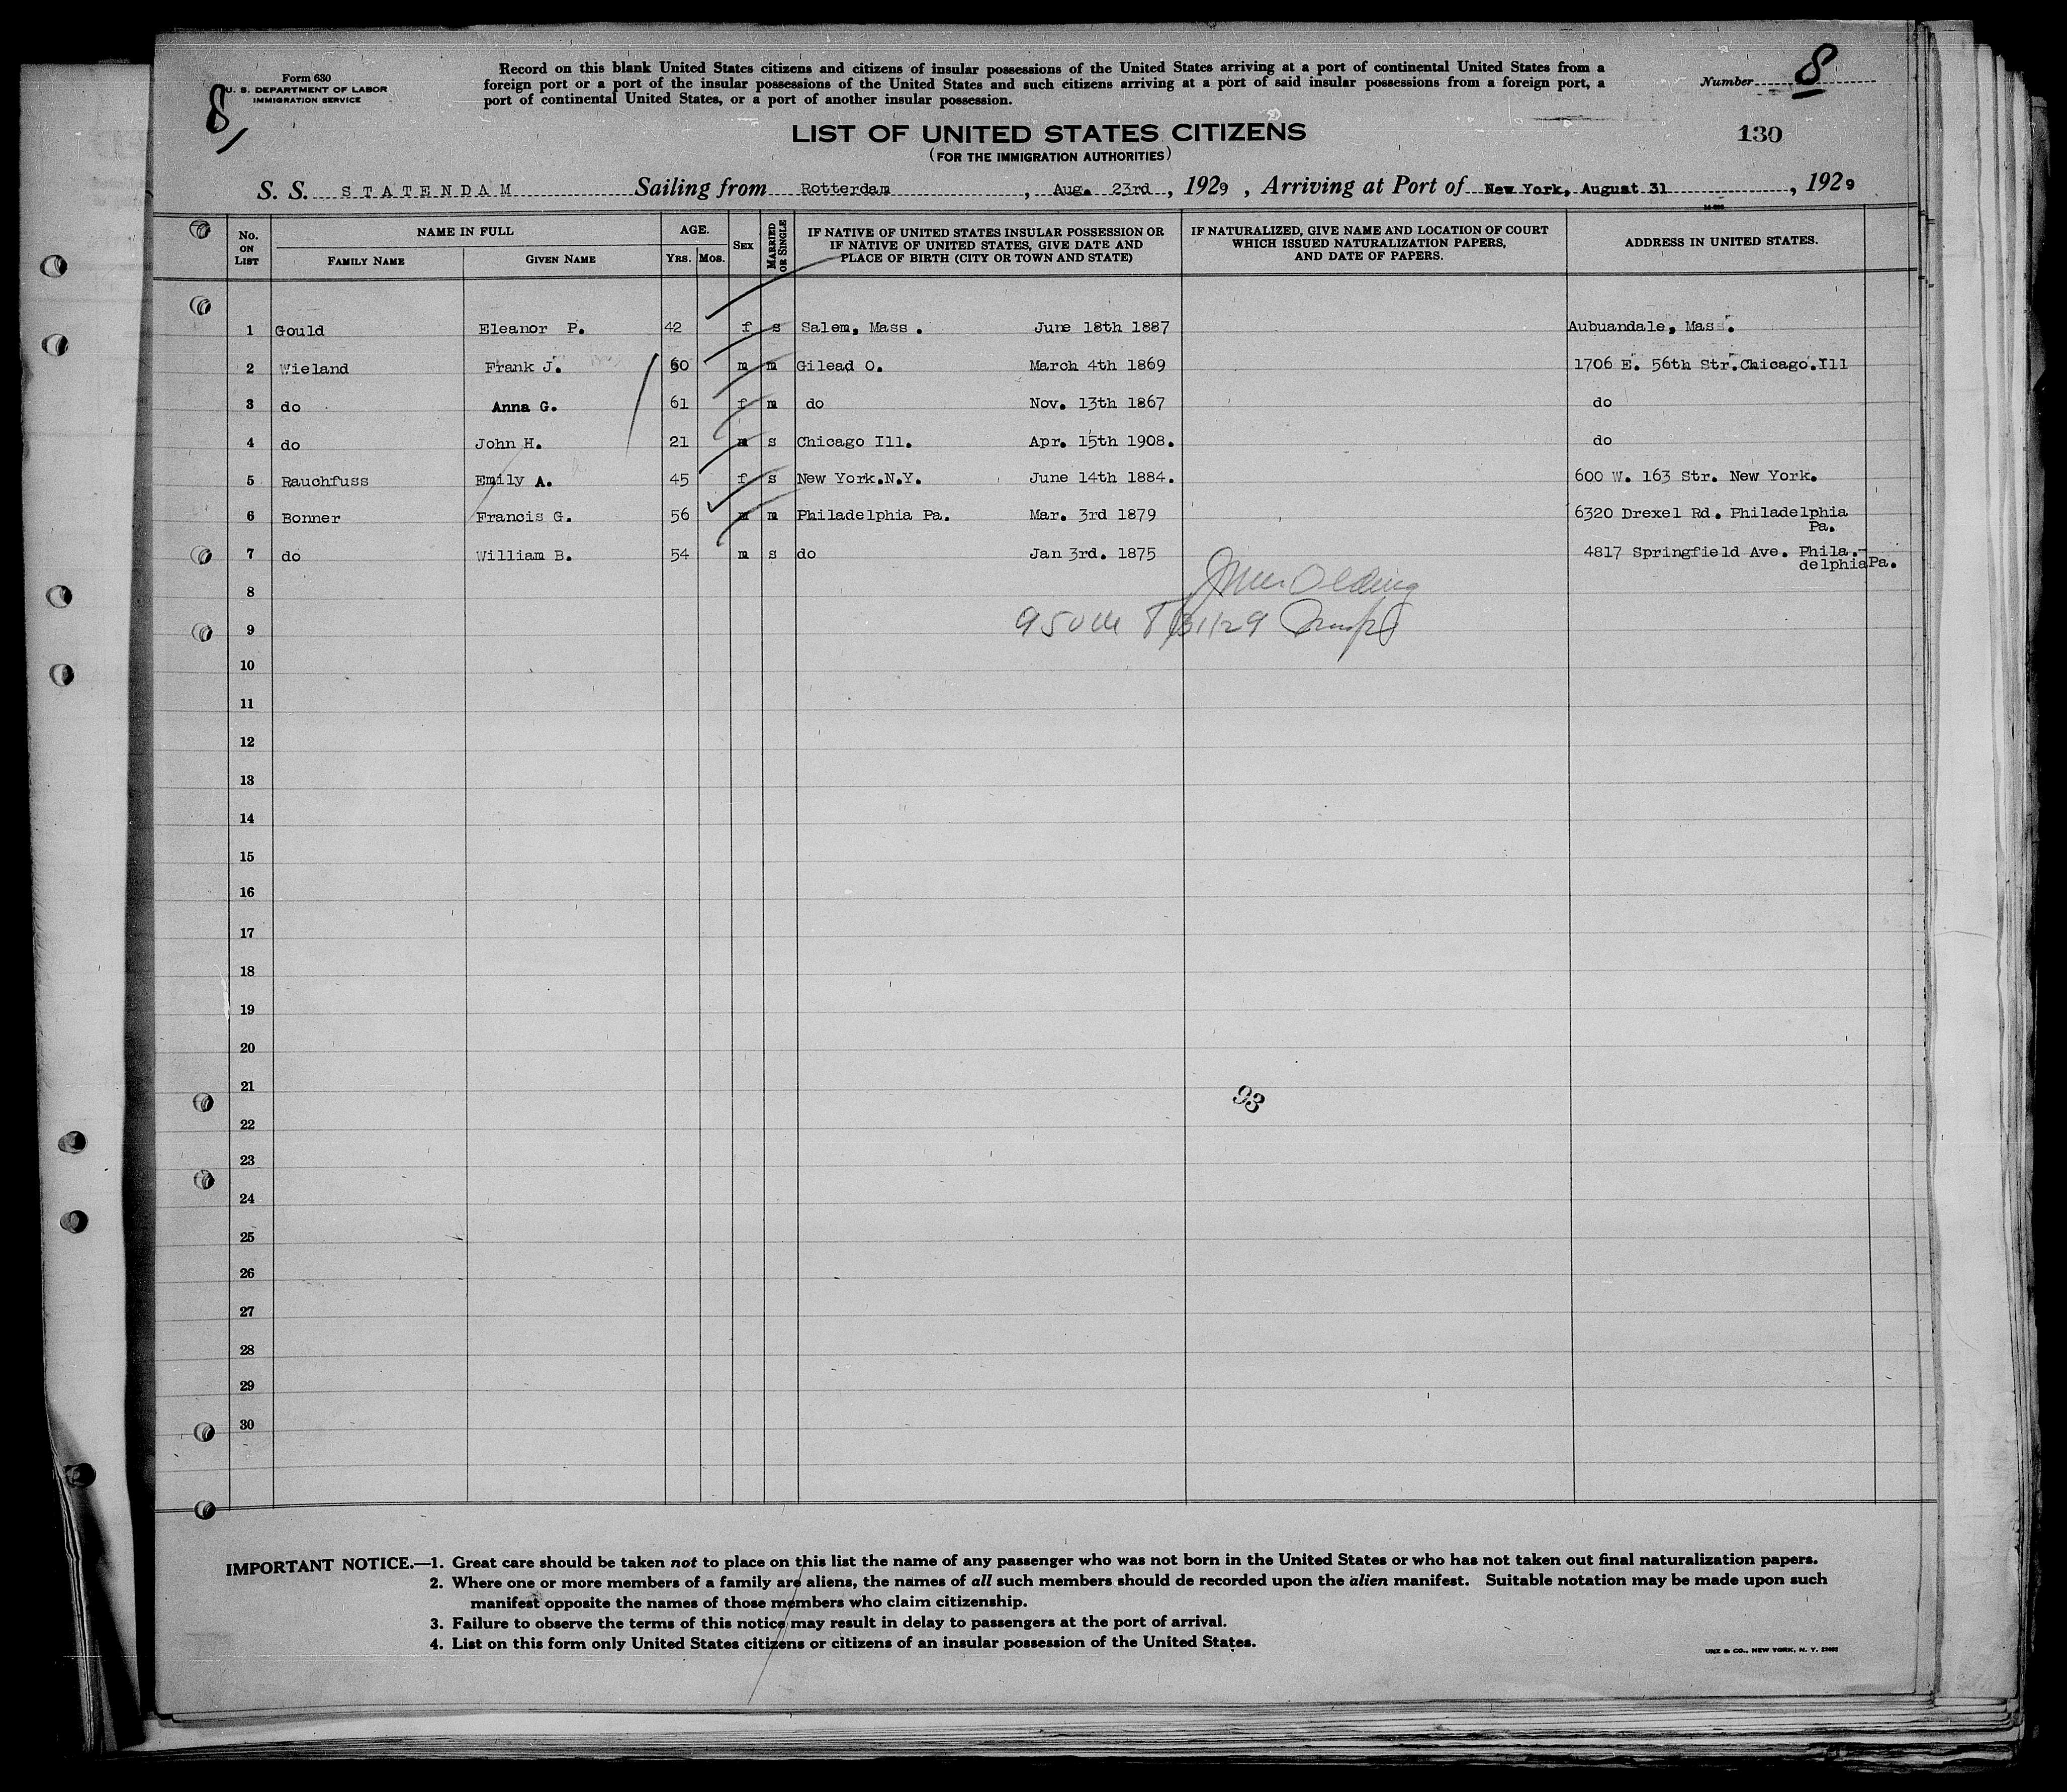 Form 630
U. S. DEPARTMENT OF LABOR
IMMIGRATION SERVICE
8,
Record on this blank United States citizens and citizens of insular possessions of the United States arriving at a port of continental United States from a
foreign port or a port of the insular possessions of the United States and such citizens arriving at a port of said insular possessions from a foreign port, a
port of continental United States, or a port of another insular possession.
Number 8
130
LIST OF UNITED STATES CITIZENS
(FOR THE IMMIGRATION AUTHORITIES)
S. S. STATENDAM Sailing from Rotterdam, Aug. 23rd, 1929, Arriving at Port of New York, August 31, 1929
No. ON LIST
NAME IN FULL
FAMILY NAME
GIVEN NAME
AGE.
YRS. MOS.
SEX
MARRIED OR SINGLE
IF NATIVE OF UNITED STATES INSULAR POSSESSION OR
IF NATIVE OF UNITED STATES, GIVE DATE AND
PLACE OF BIRTH (CITY OR TOWN AND STATE)
IF NATURALIZED, GIVE NAME AND LOCATION OF COURT
WHICH ISSUED NATURALIZATION PAPERS,
AND DATE OF PAPERS.
ADDRESS IN UNITED STATES.
1 Gould Eleanor P. 42 f s Salem, Mass . June 18th 1887 Aubuandale, Mass.
2 Wieland Frank J. 60 m m Gilead O. March 4th 1869 1706 E. 56th Str.Chicago.Ill
3 do Anna G. 61 f m do Nov. 13th 1867 do
4 do John H. 21 m s Chicago Ill. Apr. 15th 1908. do
5 Rauchfuss Emily A. 45 f s New York.N.Y. June 14th 1884. 600 W. 163 Str. New York.
6 Bonner Francis G. 56 m m Philadelphia Pa. Mar. 3rd 1879 6320 Drexel Rd. Philadelphia
Pa.
7 do William B. 54 m s do Jan 3rd. 1875 4817 Springfield Ave. Phila.-
delphia Pa.
8
9 8/31/29
10
11
12
13
14
15
16
17
18
19
20
21
93
22
23
24
25
26
27
28
29
30
IMPORTANT NOTICE.—1. Great care should be taken not to place on this list the name of any passenger who was not born in the United States or who has not taken out final naturalization papers.
2. Where one or more members of a family are aliens, the names of all such members should de recorded upon the alien manifest. Suitable notation may be made upon such
manifest opposite the names of those members who claim citizenship.
3. Failure to observe the terms of this notice may result in delay to passengers at the port of arrival.
4. List on this form only United States citizens or citizens of an insular possession of the United States.
UNZ & CO., NEW YORK, N. Y.